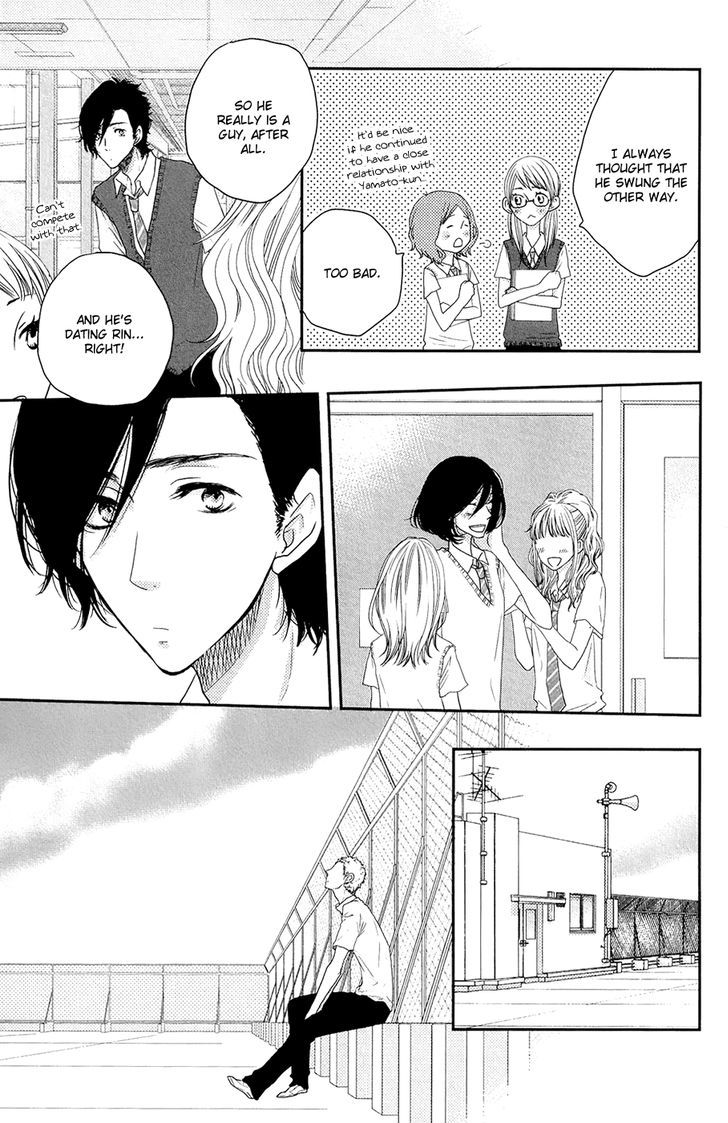 I ALWAYS
THOUGHT THAT
HE SWUNG THE
OTHER WAY.
It'd be nice
if he continued
to have a close
relationship with
Yamato-kun.
TOO BAD.
SO HE
REALLY IS A
GUY, AFTER
ALL.
Can't
compete
with that
AND HE'S
DATING RIN...
RIGHT!